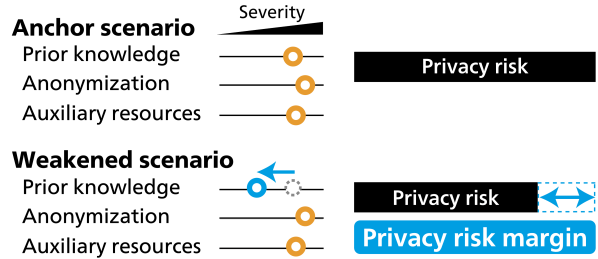 Severity
Anchor scenario
Prior knowledge
Anonymization
Auxiliary resources
Privacy risk
Weakened scenario
Prior knowledge
Anonymization
Auxiliary resources
Privacy risk
Privacy risk margin